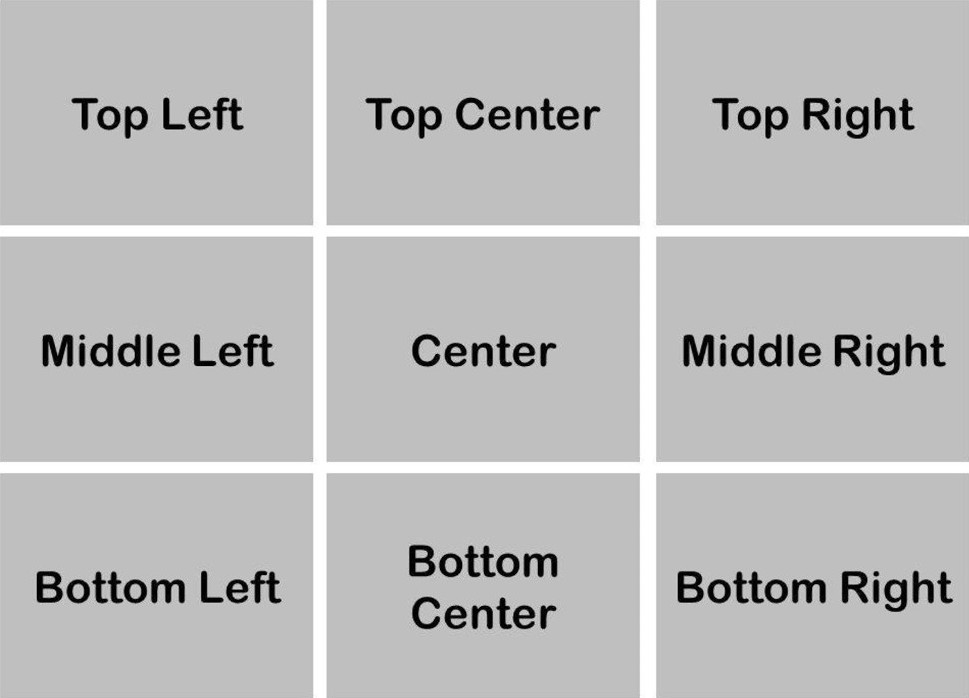 Top Left
Top Center
Top Right
Middle Left
Center
Middle Right
Bottom Left
Bottom
Center
Bottom Right